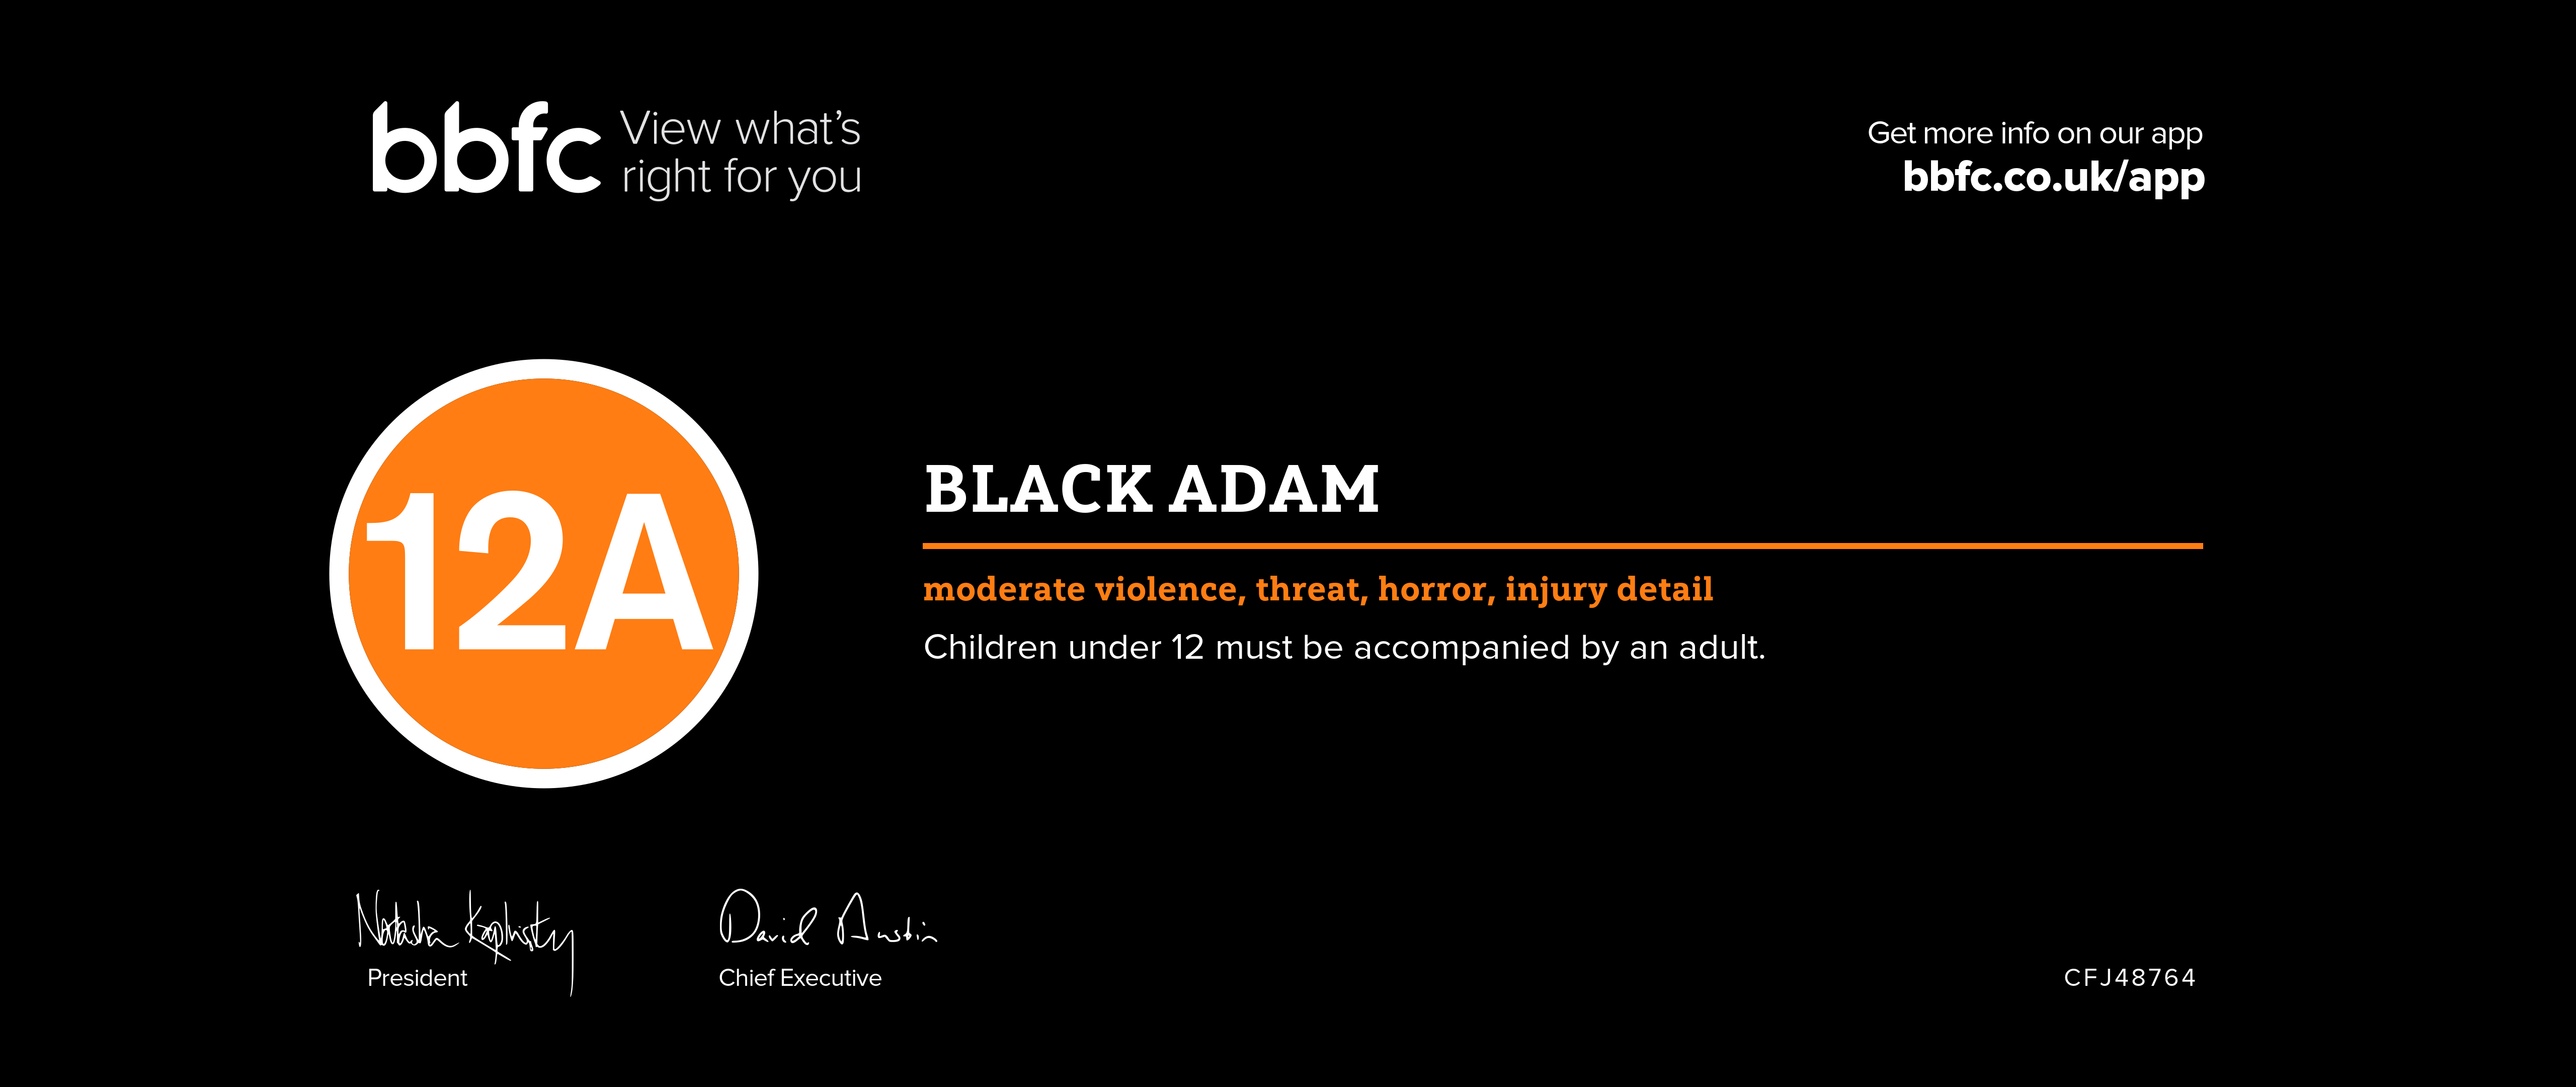 bbfc
View what's
right for you
Get more info on our app
bbfc.co.uk/app
12A
BLACK ADAM
moderate violence, threat, horror, injury detail
Children under 12 must be accompanied by an adult.
Natasha Kaplinsky
President
David Austin
Chief Executive
CFJ48764